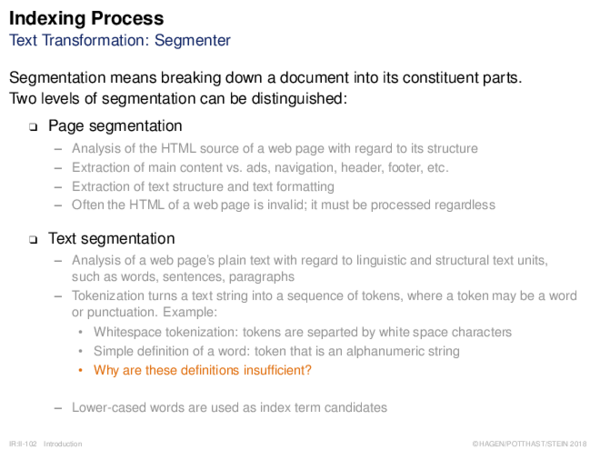 Indexing Process
Text Transformation: Segmenter
Segmentation means breaking down a document into its constituent parts.
Two levels of segmentation can be distinguished:
❑ Page segmentation
– Analysis of the HTML source of a web page with regard to its structure
– Extraction of main content vs. ads, navigation, header, footer, etc.
– Extraction of text structure and text formatting
– Often the HTML of a web page is invalid; it must be processed regardless
❑ Text segmentation
– Analysis of a web page's plain text with regard to linguistic and structural text units,
such as words, sentences, paragraphs
– Tokenization turns a text string into a sequence of tokens, where a token may be a word
or punctuation. Example:
• Whitespace tokenization: tokens are separted by white space characters
• Simple definition of a word: token that is an alphanumeric string
• Why are these definitions insufficient?
– Lower-cased words are used as index term candidates
IR:II-102 Introduction ©HAGEN/POTTHAST/STEIN 2018